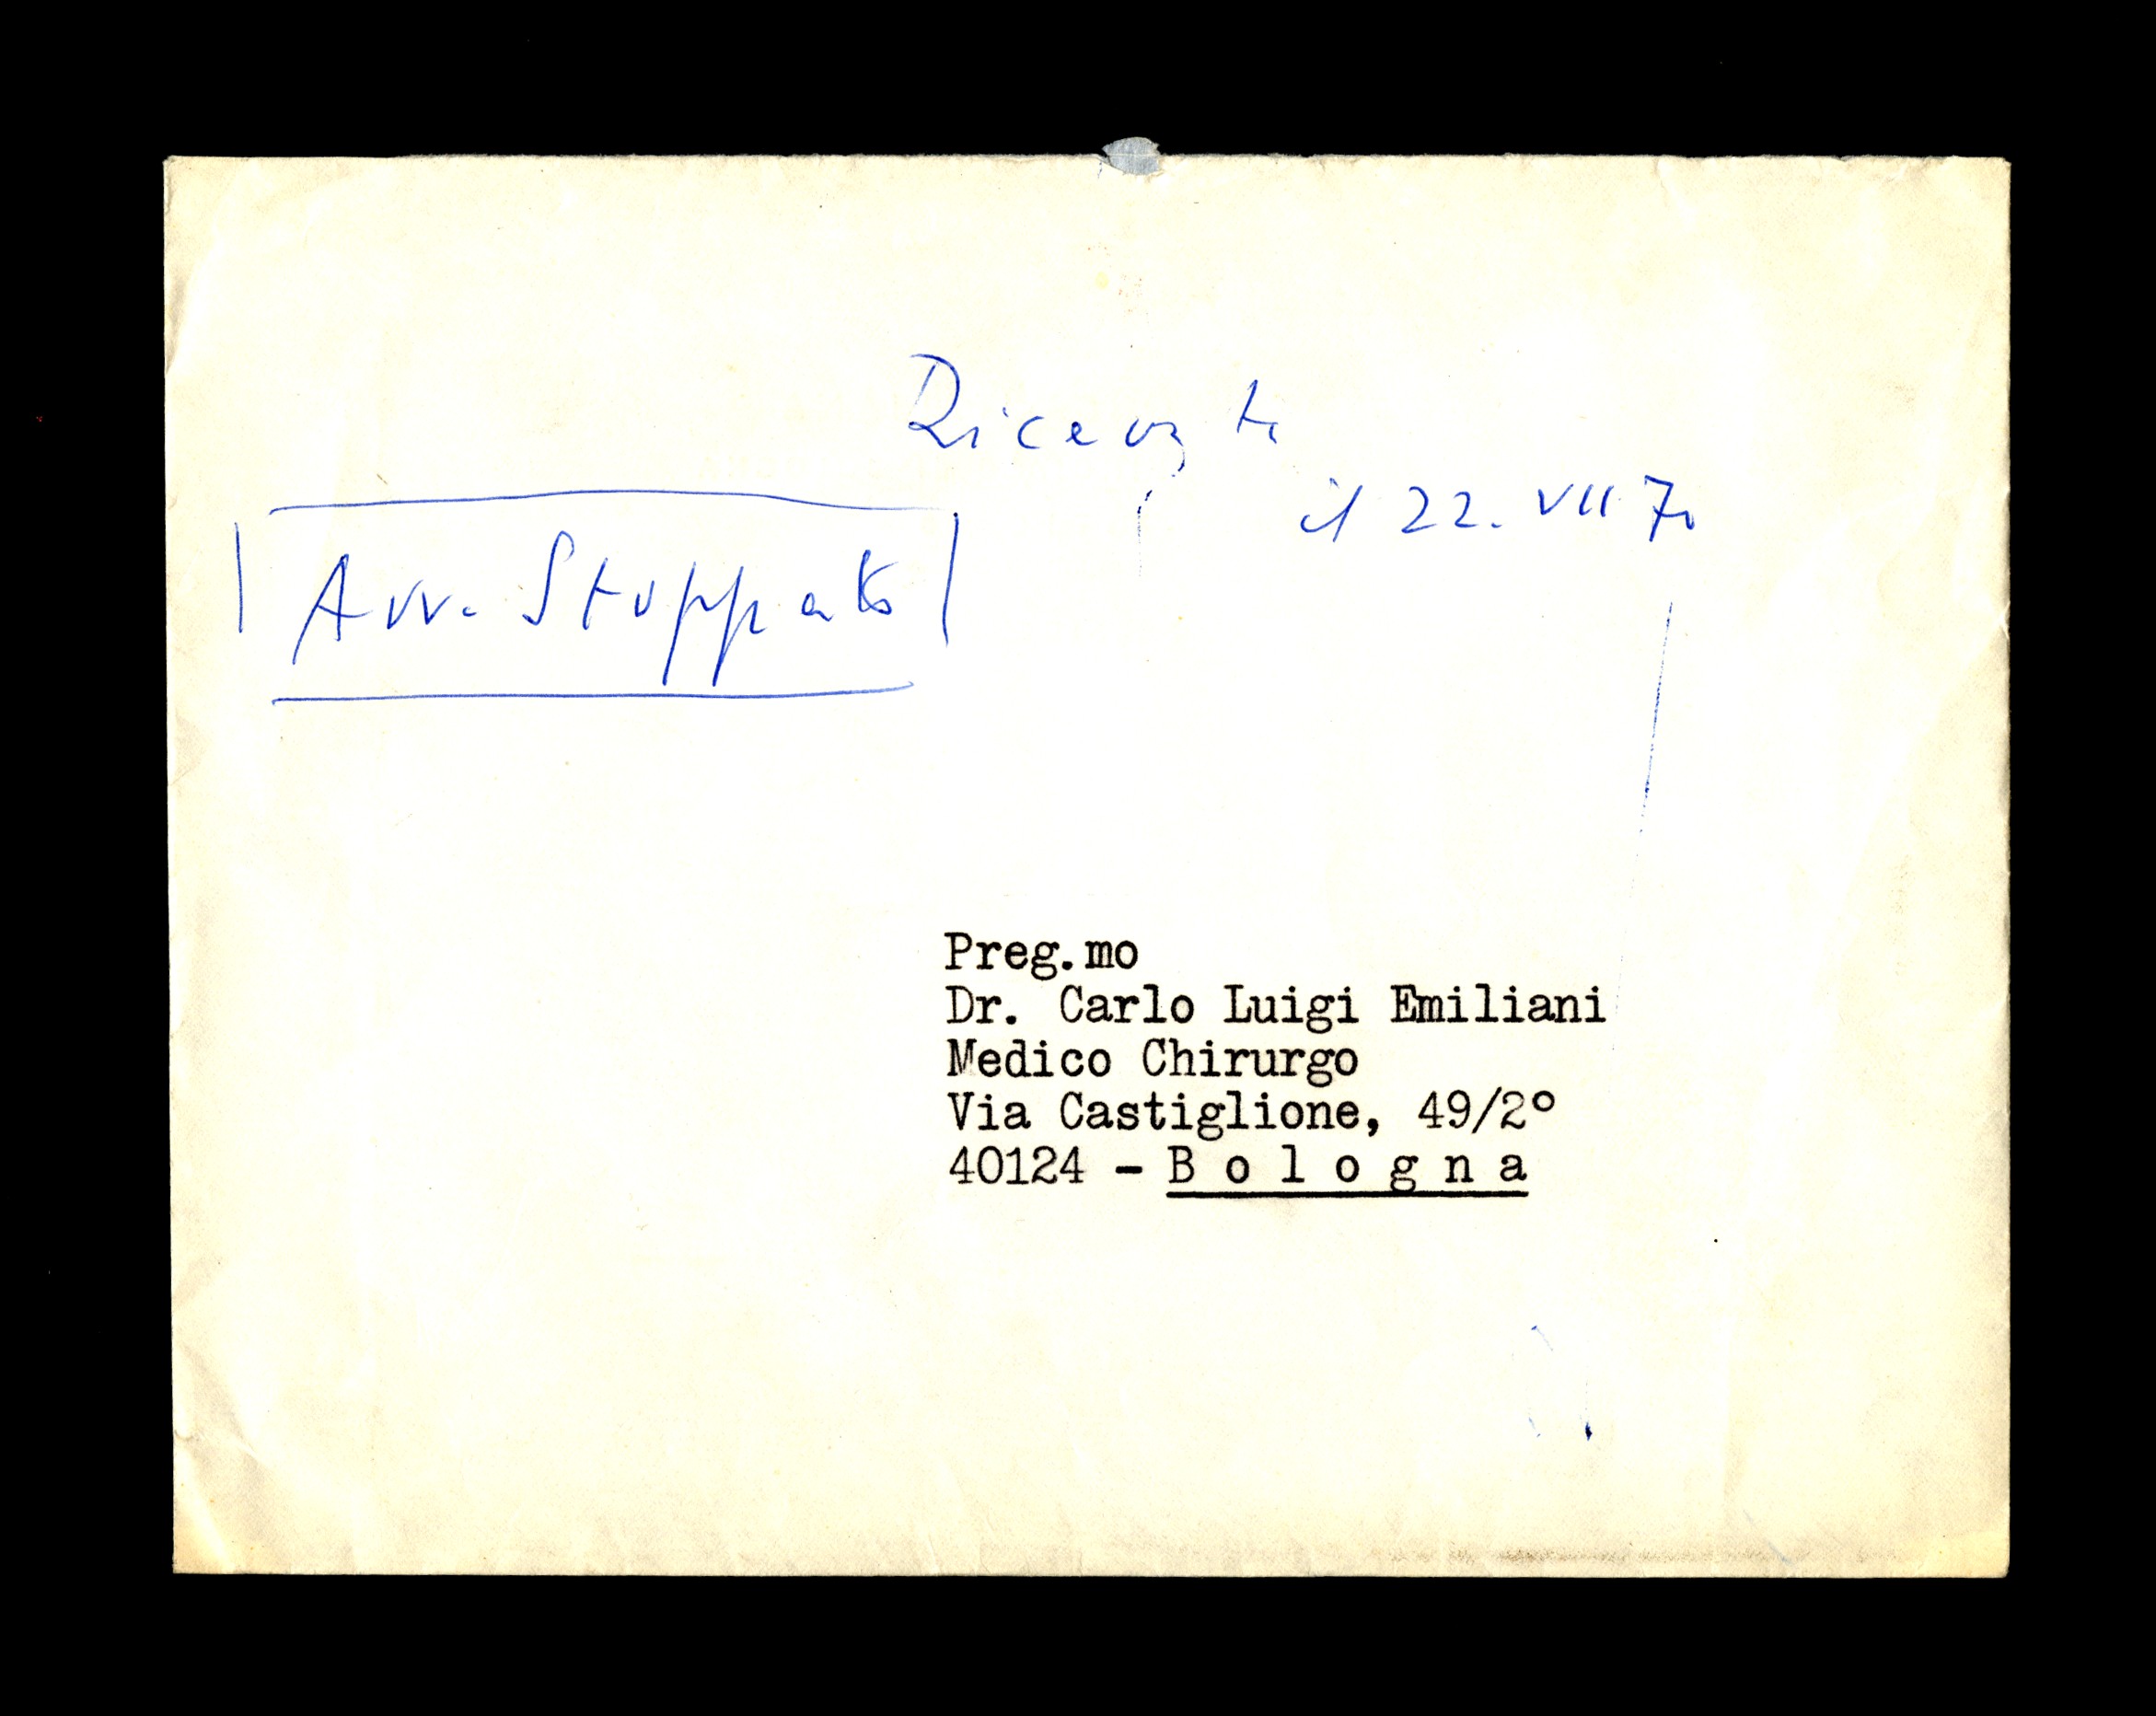 Ricevuta
il 22. VII 70
Avv. Stuppato
Preg.mo
Dr. Carlo Luigi Emiliani
Medico Chirurgo
Via Castiglione, 49/2°
40124 - B o l o g n a